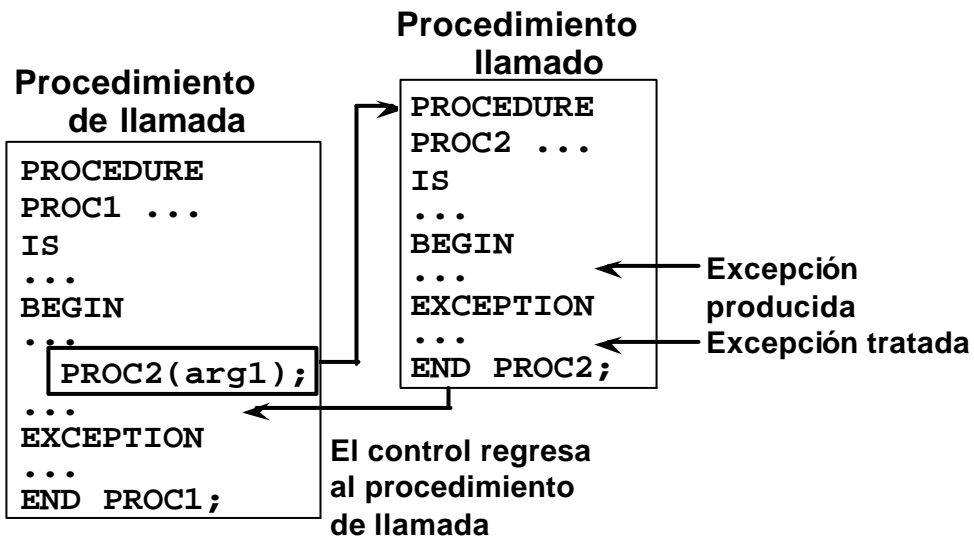 Procedimiento
de llamada
PROCEDURE
PROC1 ...
IS
...
BEGIN
...
PROC2(arg1);
...
EXCEPTION
...
END PROC1;
Procedimiento
llamado
PROCEDURE
PROC2 ...
IS
...
BEGIN
...
EXCEPTION
...
END PROC2;
Excepción
producida
Excepción tratada
El control regresa
al procedimiento
de llamada